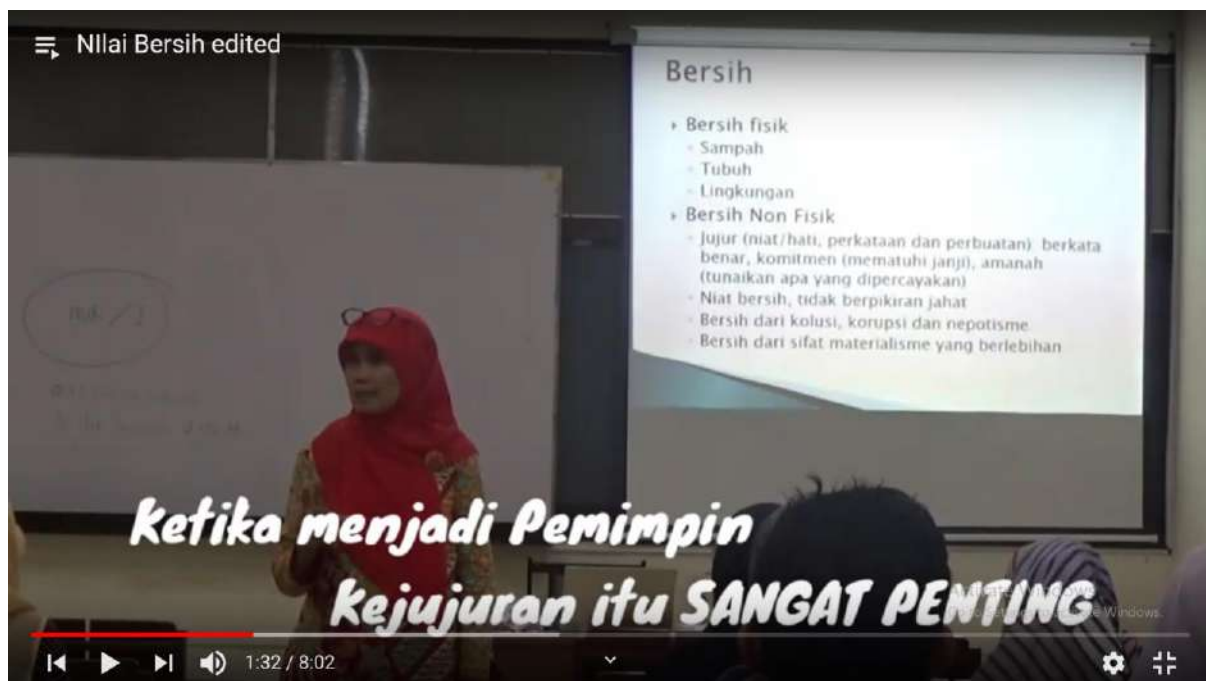 NIlai Bersih edited
Bersih
Bersih fisik
Sampah
Tubuh
Lingkungan
Bersih Non Fisik
Jujur (niat/hati, perkataan dan perbuatan) berkata
benar, komitmen (mematuhi janji), amanah
(tunaikan apa yang dipercayakan)
Niat bersih, tidak berpikiran jahat
Bersih dari kolusi, korupsi dan nepotisme
Bersih dari sifat materialisme yang berlebihan
Ketika menjadi Pemimpin
kejujuran itu SANGAT PENTING
1:32 / 8:02